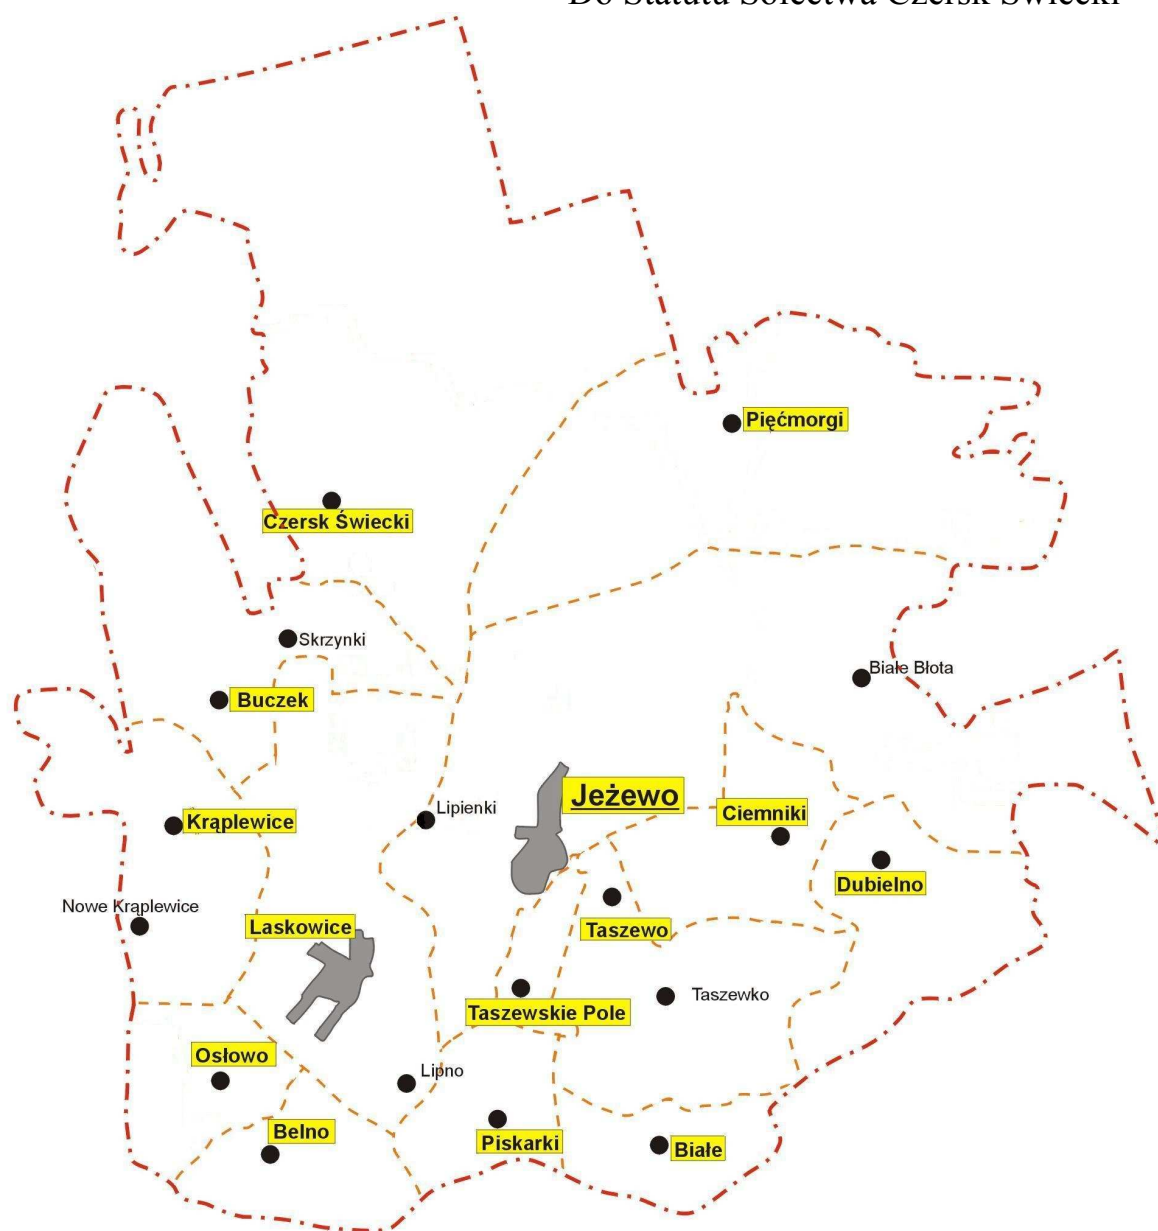 Do Statutu Sołectwa Czersk Świecki
Pięćmorgi
Czersk Świecki
Skrzynki
Białe Błota
Buczek
Jeżewo
Lipienki
Ciemniki
Krąplewice
Dubielno
Nowe Krąplewice
Laskowice
Taszewo
Taszewko
Taszewskie Pole
Osłowo
Lipno
Belno
Piskarki
Białe